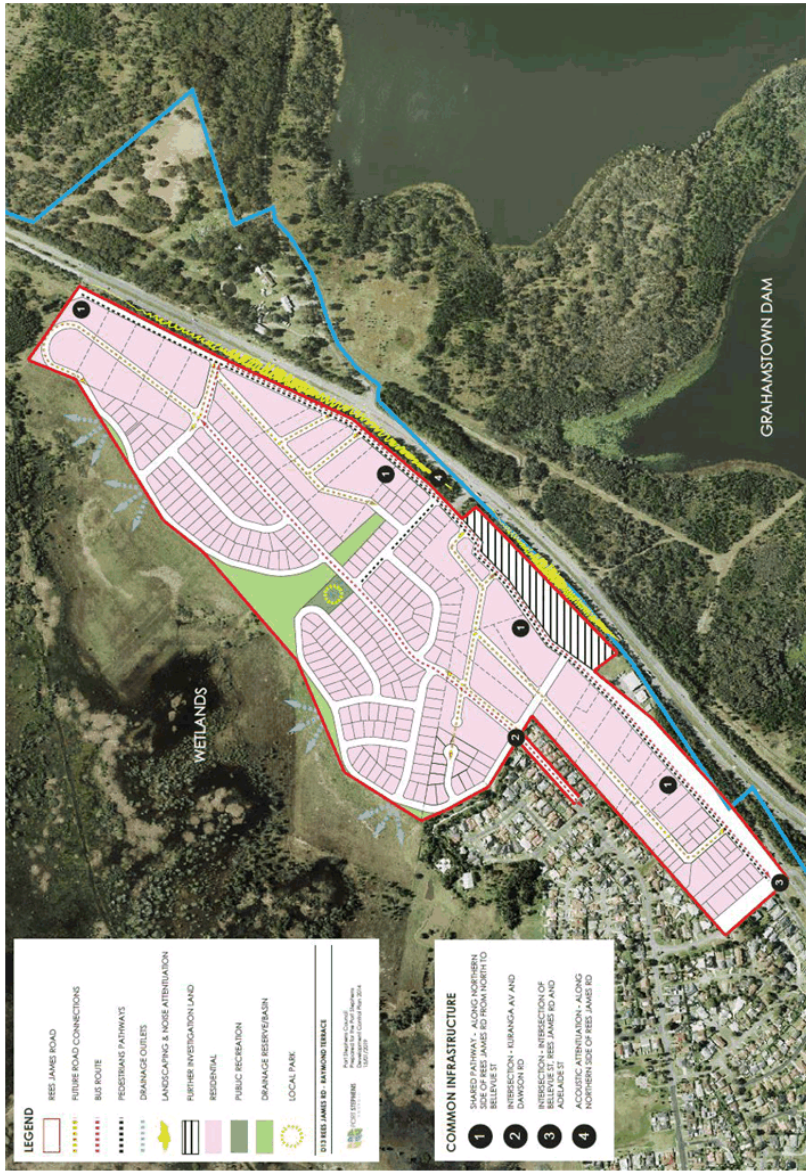 LEGEND
REES JAMES ROAD
FUTURE ROAD CONNECTIONS
BUS ROUTE
PEDESTRIANS PATHWAYS
DRAINAGE OUTLETS
LANDSCAPING & NOISE ATTENTUATION
FURTHER INVESTIGATION LAND
RESIDENTIAL
PUBLIC RECREATION
DRAINAGE RESERVE/BASIN
LOCAL PARK
D13 REES JAMES RD - RAYMOND TERRACE
PORT STEPHENS
Port Stephens Council
Prepared for the Port Stephens
Development Control Plan 2014
COMMON INFRASTRUCTURE
1
SHARED PATHWAY - ALONG NORTHERN
SIDE OF REES JAMES RD FROM NORTH TO
BELLEVUE ST
2
INTERSECTION - KURANGA AV AND
DAWSON RD
3
INTERSECTION - INTERSECTION OF
BELLEVUE ST, REES JAMES RD AND
ADELAIDE ST
4
ACOUSTIC ATTENUATION - ALONG
NORTHERN SIDE OF REES JAMES RD
WETLANDS
GRAHAMSTOWN DAM
1
1
4
1
2
1
3